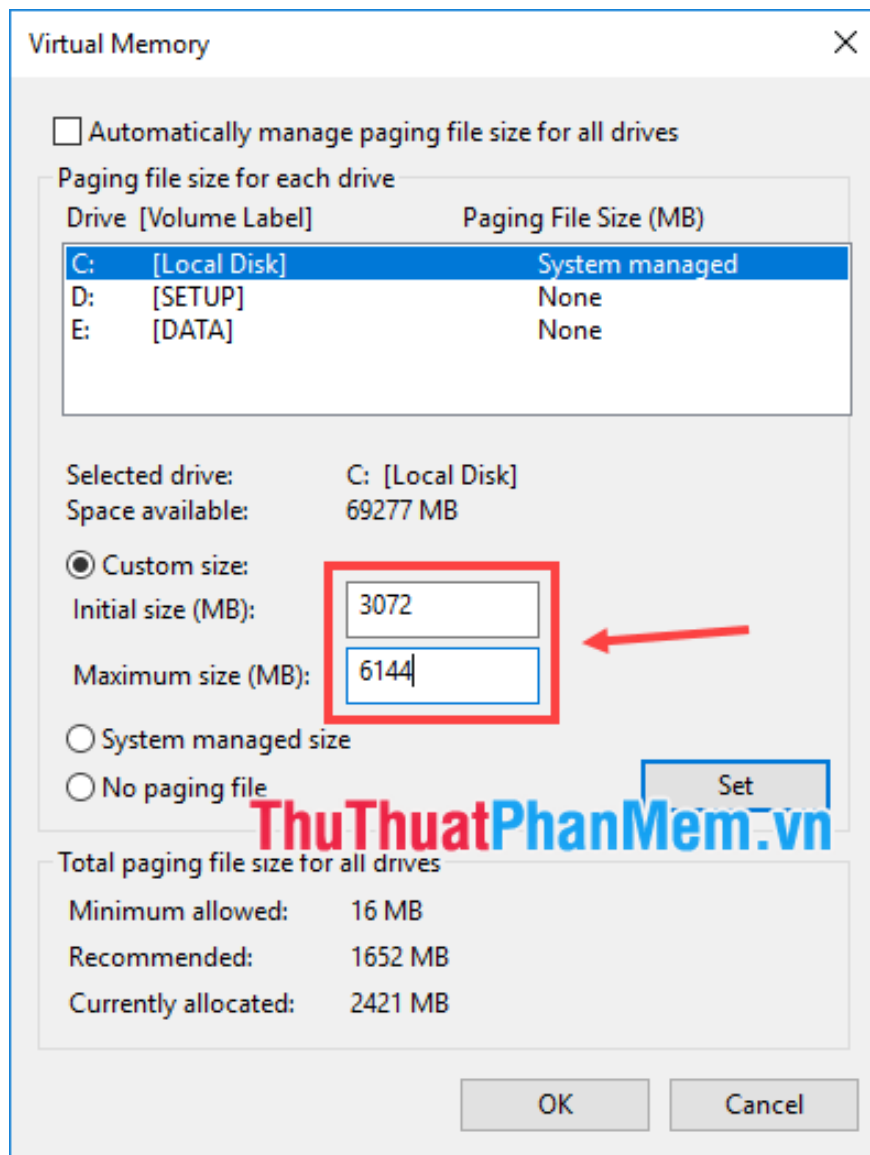 Virtual Memory
Automatically manage paging file size for all drives
Paging file size for each drive
Drive [Volume Label] Paging File Size (MB)
C: [Local Disk] System managed
D: [SETUP] None
E: [DATA] None
Selected drive: C: [Local Disk]
Space available: 69277 MB
Custom size:
Initial size (MB): 3072
Maximum size (MB): 6144
System managed size
No paging file Set
ThuThuatPhanMem.vn
Total paging file size for all drives
Minimum allowed: 16 MB
Recommended: 1652 MB
Currently allocated: 2421 MB
OK Cancel